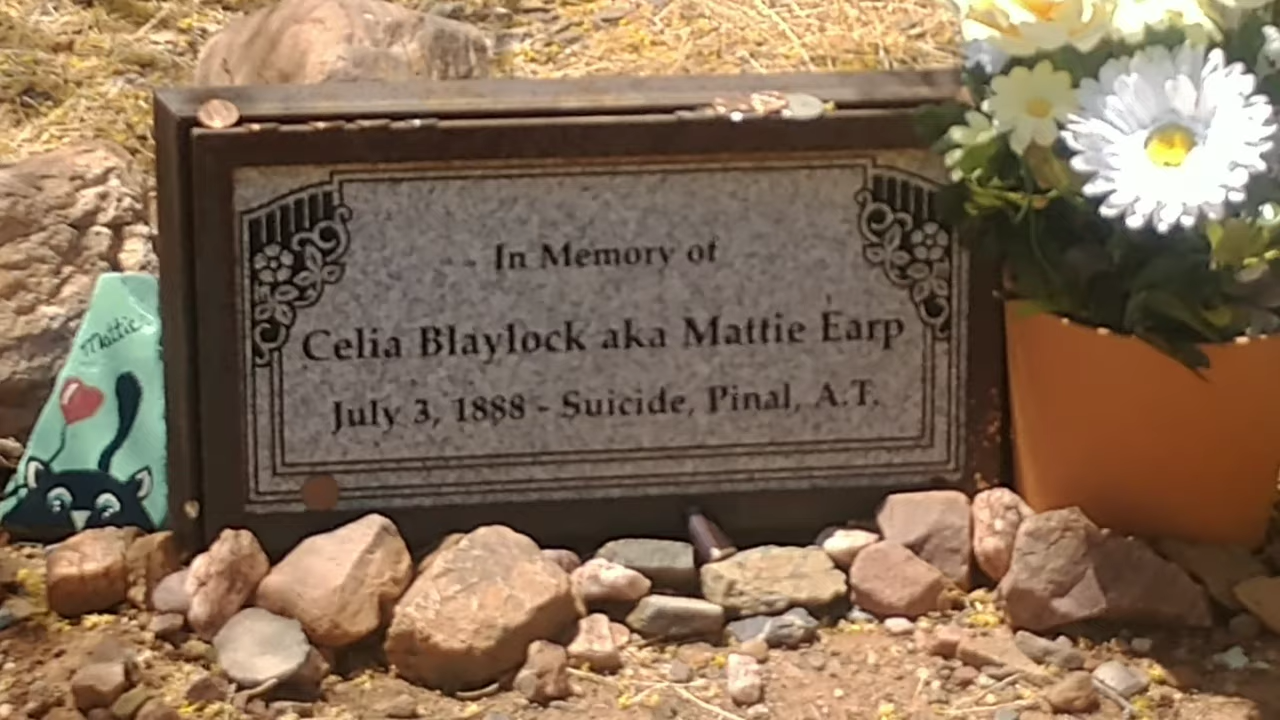 In Memory of
Celia Blaylock aka Mattie Earp
July 3, 1888 - Suicide, Pinal, A.T.
Mattie